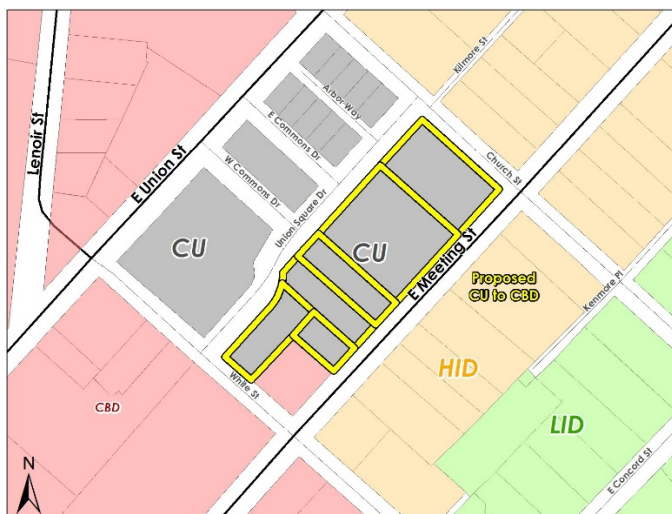 Lenoir St
E Union St
Arbor Way
E Commons Dr
W Commons Dr
Union Square Dr
Kilmore St
Church St
CU
CU
E Meeting St
Proposed
CU to CBD
Kenmore Pl
HID
LID
CBD
White St
E Concord St
N